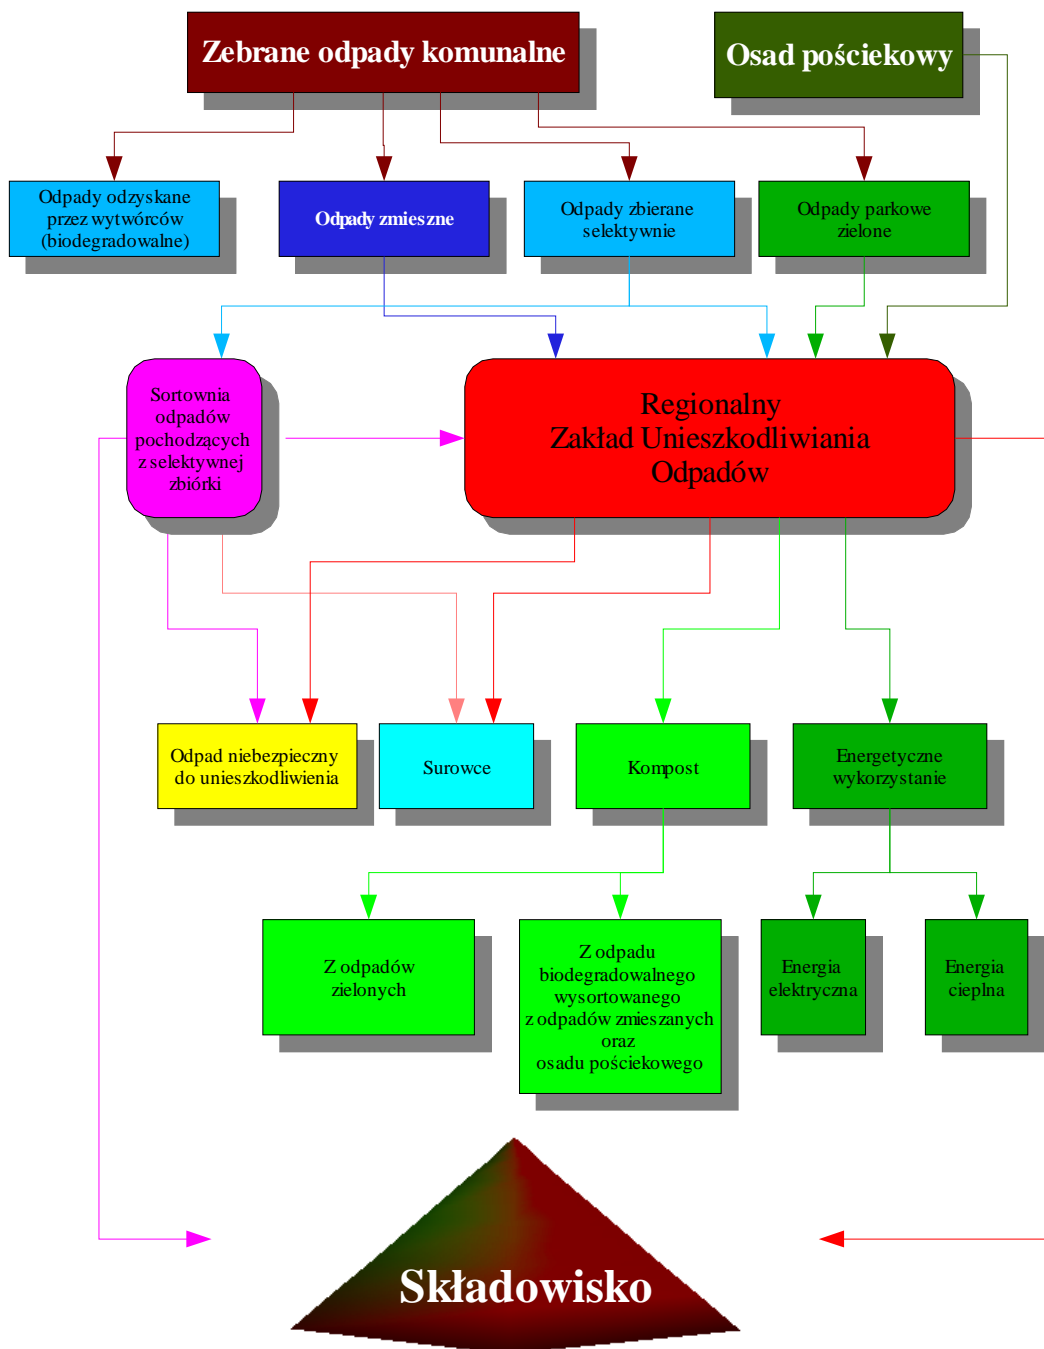 Zebrane odpady komunalne
Osad pościekowy
Odpady odzyskane
przez wytwórców
(biodegradowalne)
Odpady zmieszne
Odpady zbierane
selektywnie
Odpady parkowe
zielone
Sortownia
odpadów
pochodzących
z selektywnej
zbiórki
Regionalny
Zakład Unieszkodliwiania
Odpadów
Odpad niebezpieczny
do unieszkodliwienia
Surowce
Kompost
Energetyczne
wykorzystanie
Z odpadów
zielonych
Z odpadu
biodegradowalnego
wysortowanego
z odpadów zmieszanych
oraz
osadu pościekowego
Energia
elektryczna
Energia
cieplna
Składowisko